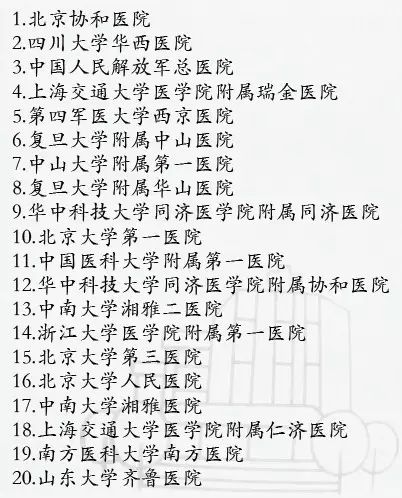 1.北京协和医院
2.四川大学华西医院
3.中国人民解放军总医院
4.上海交通大学医学院附属瑞金医院
5.第四军医大学西京医院
6.复旦大学附属中山医院
7.中山大学附属第一医院
8.复旦大学附属华山医院
9.华中科技大学同济医学院附属同济医院
10.北京大学第一医院
11.中国医科大学附属第一医院
12.华中科技大学同济医学院附属协和医院
13.中南大学湘雅二医院
14.浙江大学医学院附属第一医院
15.北京大学第三医院
16.北京大学人民医院
17.中南大学湘雅医院
18.上海交通大学医学院附属仁济医院
19.南方医科大学南方医院
20.山东大学齐鲁医院